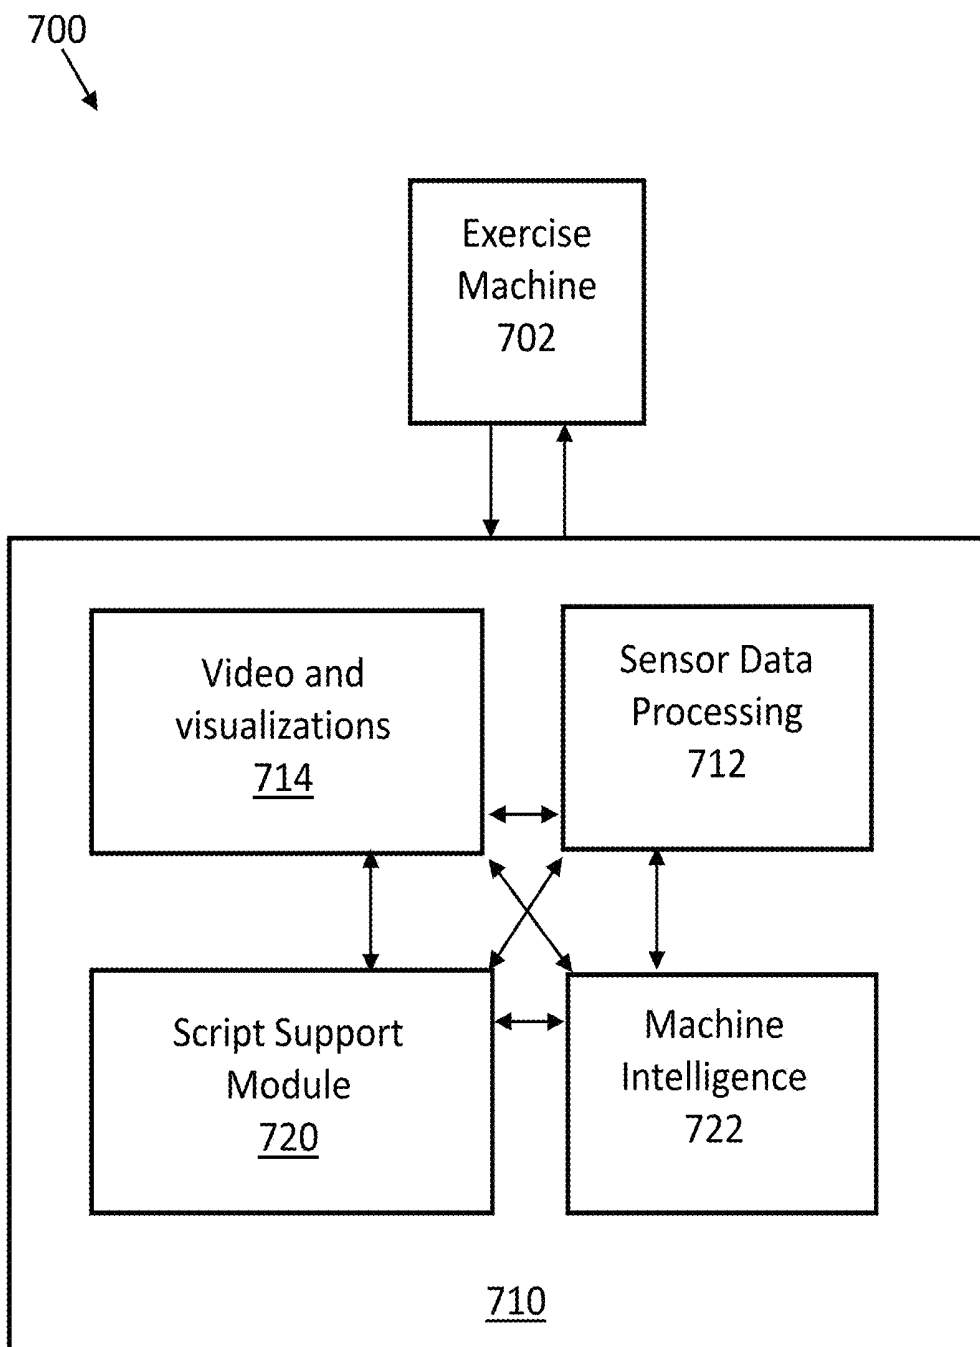 700
Exercise
Machine
702
Video and
visualizations
714
Sensor Data
Processing
712
Script Support
Module
720
Machine
Intelligence
722
710